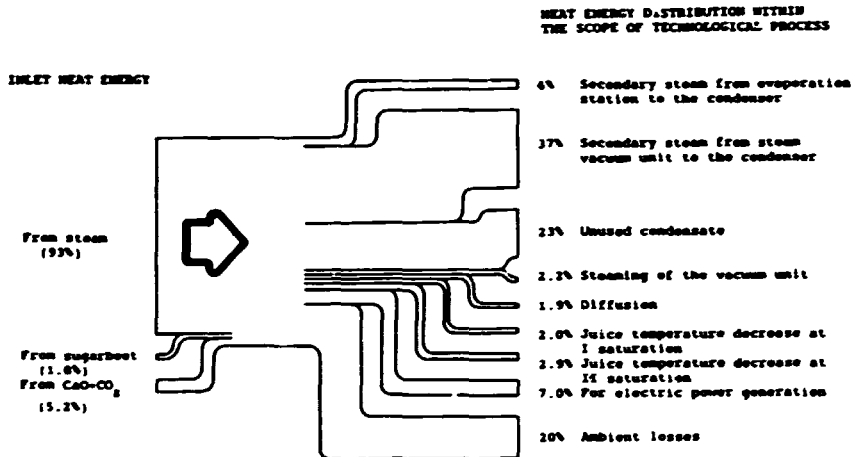 HEAT ENERGY DISTRIBUTION WITHIN
THE SCOPE OF TECHNOLOGICAL PROCESS
INLET HEAT ENERGY
6% Secondary steam from evaporation
station to the condenser
37% Secondary steam from steam
vacuum unit to the condenser
From steam
(93%)
23% Unused condensate
2.2% Steaming of the vacuum unit
1.9% Diffusion
2.0% Juice temperature decrease at
I saturation
From sugarbeet
(1.8%)
2.9% Juice temperature decrease at
II saturation
From CaO-CO2
(5.2%)
7.0% For electric power generation
20% Ambient losses